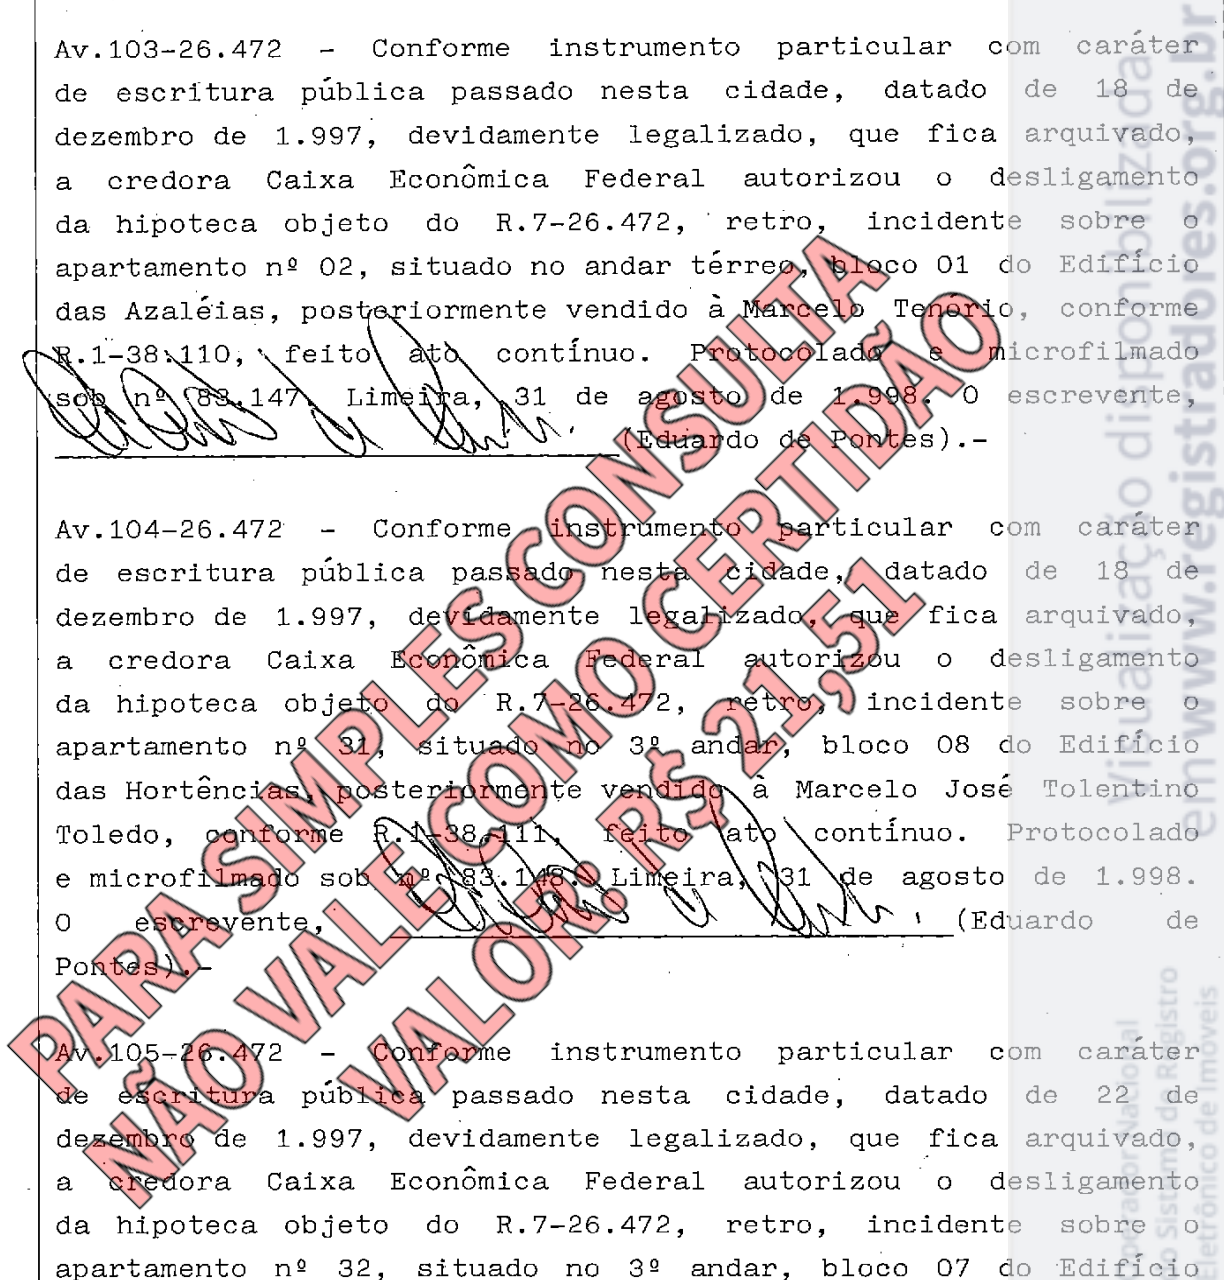 Av.103-26.472 - Conforme instrumento particular com caráter
de escritura pública passado nesta cidade, datado de 18 de
dezembro de 1.997, devidamente legalizado, que fica arquivado,
a credora Caixa Econômica Federal autorizou o desligamento
da hipoteca objeto do R.7-26.472, retro, incidente sobre o
apartamento nº 02, situado no andar térreo, bloco 01 do Edifício
das Azaléias, posteriormente vendido à Marcelo Tenório, conforme
R.1-38.110, feito ato contínuo. Protocolado e microfilmado
sob nº 83.147. Limeira, 31 de agosto de 1.998. O escrevente,
(Eduardo de Pontes).-
Av.104-26.472 - Conforme instrumento particular com caráter
de escritura pública passado nesta cidade, datado de 18 de
dezembro de 1.997, devidamente legalizado, que fica arquivado,
a credora Caixa Econômica Federal autorizou o desligamento
da hipoteca objeto do R.7-26.472, retro, incidente sobre o
apartamento nº 31, situado no 3º andar, bloco 08 do Edifício
das Hortências, posteriormente vendido à Marcelo José Tolentino
Toledo, conforme R.1-38.111, feito ato contínuo. Protocolado
e microfilmado sob nº 83.148. Limeira, 31 de agosto de 1.998.
O escrevente, (Eduardo de
Pontes).-
Av.105-26.472 - Conforme instrumento particular com caráter
de escritura pública passado nesta cidade, datado de 22 de
dezembro de 1.997, devidamente legalizado, que fica arquivado,
a credora Caixa Econômica Federal autorizou o desligamento
da hipoteca objeto do R.7-26.472, retro, incidente sobre o
apartamento nº 32, situado no 3º andar, bloco 07 do Edifício
PARA SIMPLES CONSULTA
NÃO VALE COMO CERTIDÃO
VALOR: R$ 21,51
Visualização disponibilizada
em www.registradores.org.br
Operador Nacional
do Sistema de Registro
Eletrônico de Imóveis